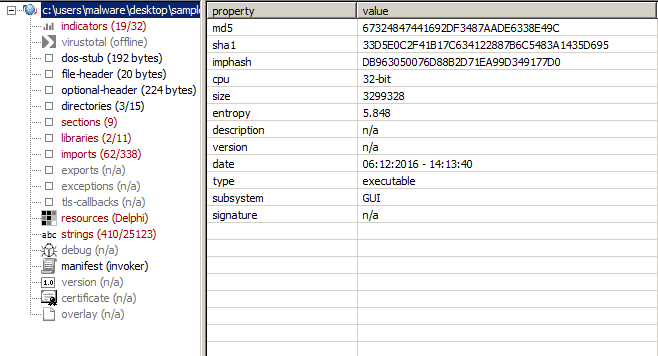 c:\users\malware\desktop\sampl
indicators (19/32)
virustotal (offline)
dos-stub (192 bytes)
file-header (20 bytes)
optional-header (224 bytes)
directories (3/15)
sections (9)
libraries (2/11)
imports (62/338)
exports (n/a)
exceptions (n/a)
tls-callbacks (n/a)
resources (Delphi)
abc strings (410/25123)
debug (n/a)
manifest (invoker)
1.0 version (n/a)
certificate (n/a)
overlay (n/a)
property value
md5 67324847441692DF3487AADE6338E49C
sha1 33D5E0C2F41B17C634122887B6C5483A1435D695
imphash DB963050076D88B2D71EA99D349177D0
cpu 32-bit
size 3299328
entropy 5.848
description n/a
version n/a
date 06:12:2016 - 14:13:40
type executable
subsystem GUI
signature n/a